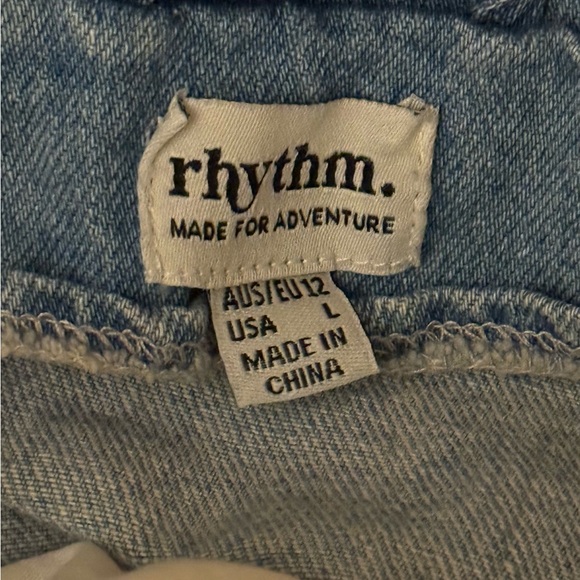 rhythm.
MADE FOR ADVENTURE
AUS/EU 12
USA L
MADE IN
CHINA